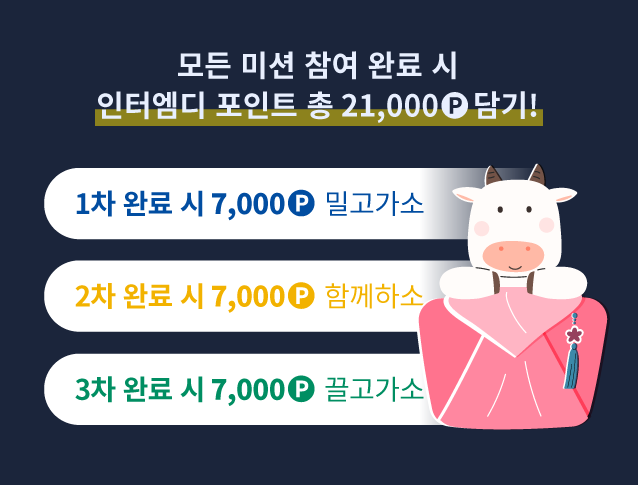 모든 미션 참여 완료 시
인터엠디 포인트 총 21,000P 담기!
1차 완료 시 7,000P 밀고가소
2차 완료 시 7,000P 함께하소
3차 완료 시 7,000P 끌고가소